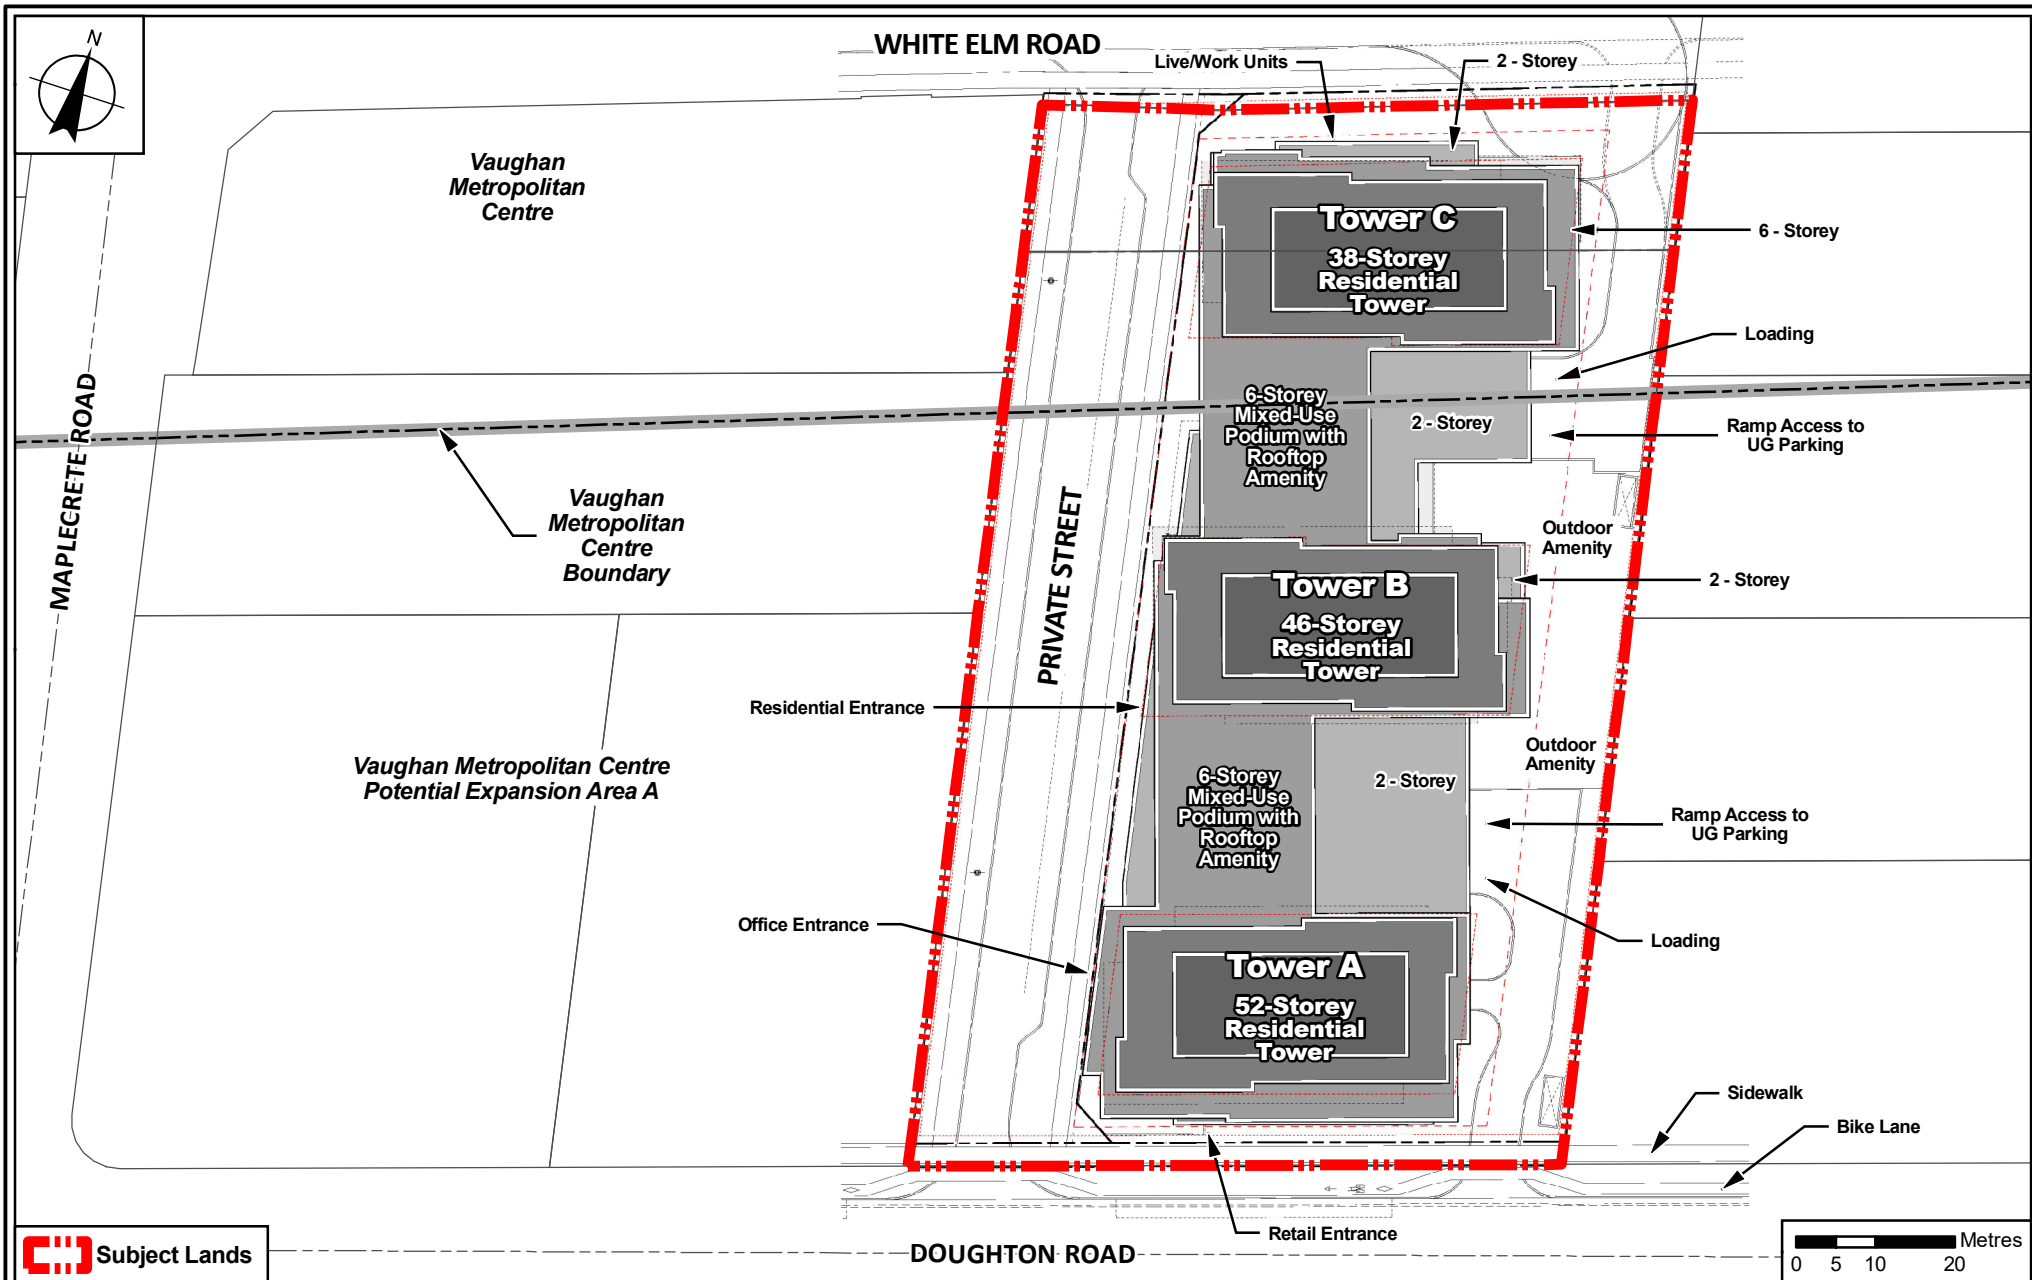 N
WHITE ELM ROAD
Live/Work Units
2 - Storey
Vaughan
Metropolitan
Centre
Tower C
38-Storey
Residential
Tower
6 - Storey
Loading
MAPLECRETE ROAD
6-Storey
Mixed-Use
Podium with
Rooftop
Amenity
2 - Storey
Ramp Access to
UG Parking
Vaughan
Metropolitan
Centre
Boundary
PRIVATE STREET
Outdoor
Amenity
Tower B
46-Storey
Residential
Tower
2 - Storey
Residential Entrance
Vaughan Metropolitan Centre
Potential Expansion Area A
6-Storey
Mixed-Use
Podium with
Rooftop
Amenity
2 - Storey
Outdoor
Amenity
Ramp Access to
UG Parking
Office Entrance
Loading
Tower A
52-Storey
Residential
Tower
Sidewalk
Bike Lane
Retail Entrance
DOUGHTON ROAD
Subject Lands
Metres
0 5 10 20